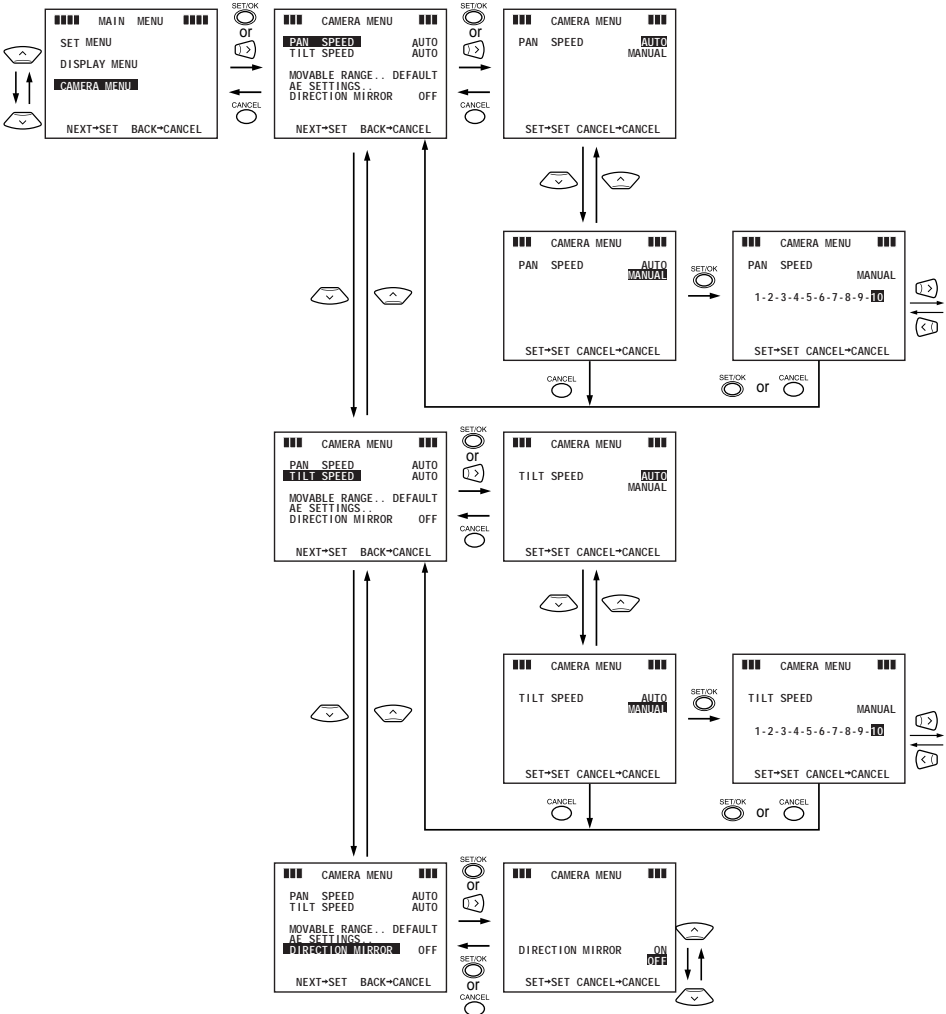 MAIN MENU
SET MENU
DISPLAY MENU
CAMERA MENU
NEXT→SET BACK→CANCEL
SET/OK
or
CANCEL
CAMERA MENU
PAN SPEED AUTO
TILT SPEED AUTO
MOVABLE RANGE.. DEFAULT
AE SETTINGS..
DIRECTION MIRROR OFF
NEXT→SET BACK→CANCEL
SET/OK
or
CANCEL
CAMERA MENU
PAN SPEED AUTO
MANUAL
SET→SET CANCEL→CANCEL
CAMERA MENU
PAN SPEED AUTO
MANUAL
SET→SET CANCEL→CANCEL
SET/OK
CAMERA MENU
PAN SPEED
MANUAL
1-2-3-4-5-6-7-8-9-10
SET→SET CANCEL→CANCEL
CANCEL
SET/OK or CANCEL
CAMERA MENU
PAN SPEED AUTO
TILT SPEED AUTO
MOVABLE RANGE.. DEFAULT
AE SETTINGS..
DIRECTION MIRROR OFF
NEXT→SET BACK→CANCEL
SET/OK
or
CANCEL
CAMERA MENU
TILT SPEED AUTO
MANUAL
SET→SET CANCEL→CANCEL
CAMERA MENU
TILT SPEED AUTO
MANUAL
SET→SET CANCEL→CANCEL
SET/OK
CAMERA MENU
TILT SPEED
MANUAL
1-2-3-4-5-6-7-8-9-10
SET→SET CANCEL→CANCEL
CANCEL
SET/OK or CANCEL
CAMERA MENU
PAN SPEED AUTO
TILT SPEED AUTO
MOVABLE RANGE.. DEFAULT
AE SETTINGS..
DIRECTION MIRROR OFF
NEXT→SET BACK→CANCEL
SET/OK
or
SET/OK
or
CANCEL
CAMERA MENU
DIRECTION MIRROR ON
OFF
SET→SET CANCEL→CANCEL